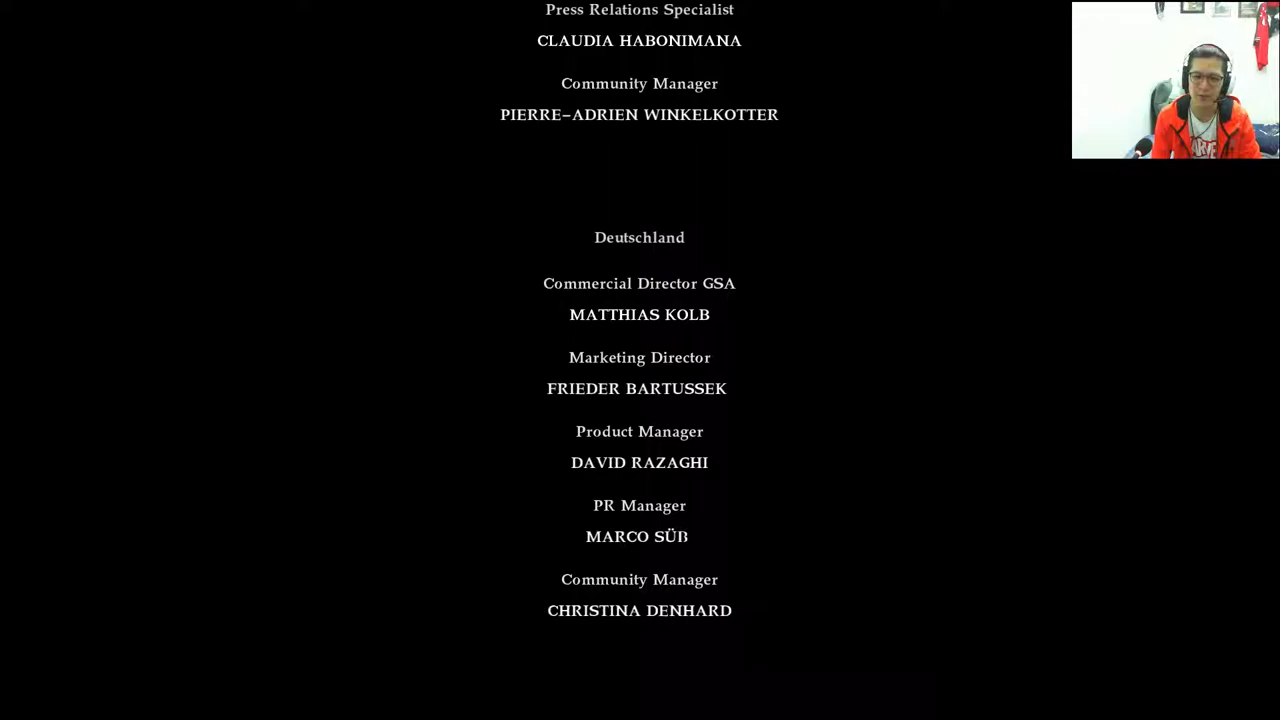 Press Relations Specialist
CLAUDIA HABONIMANA
Community Manager
PIERRE-ADRIEN WINKELKOTTER
Deutschland
Commercial Director GSA
MATTHIAS KOLB
Marketing Director
FRIEDER BARTUSSEK
Product Manager
DAVID RAZAGHI
PR Manager
MARCO SÜß
Community Manager
CHRISTINA DENHARD